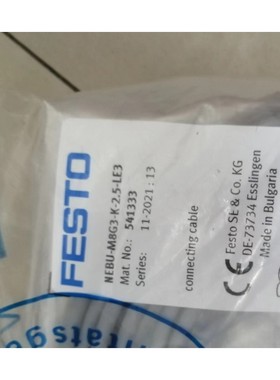 FESTO
NEBU-M8G3-K-2.5-LE3
Mat. No.: 541333
Series: 11-2021 : 13
connecting cable
CE Festo SE & Co. KG
DE-73734 Esslingen
Made in Bulgaria